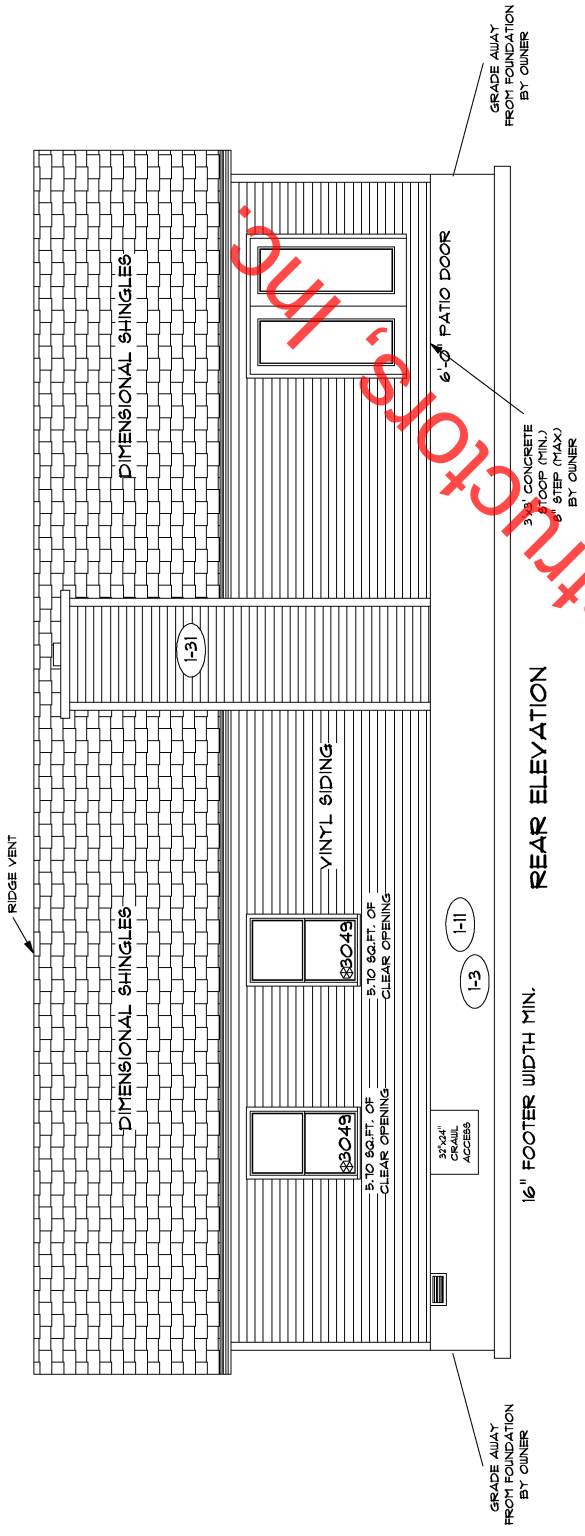 RIDGE VENT
DIMENSIONAL SHINGLES
DIMENSIONAL SHINGLES
1-31
VINYL SIDING
3049
3049
5.70 SQ.FT. OF
CLEAR OPENING
5.70 SQ.FT. OF
CLEAR OPENING
6'-0" PATIO DOOR
32"x24"
CRAWL
ACCESS
1-3
1-11
3'x3' CONCRETE
STOOP (MIN.)
8" STEP (MAX)
BY OWNER
GRADE AWAY
FROM FOUNDATION
BY OWNER
GRADE AWAY
FROM FOUNDATION
BY OWNER
16" FOOTER WIDTH MIN.
REAR ELEVATION
tructors, Inc.